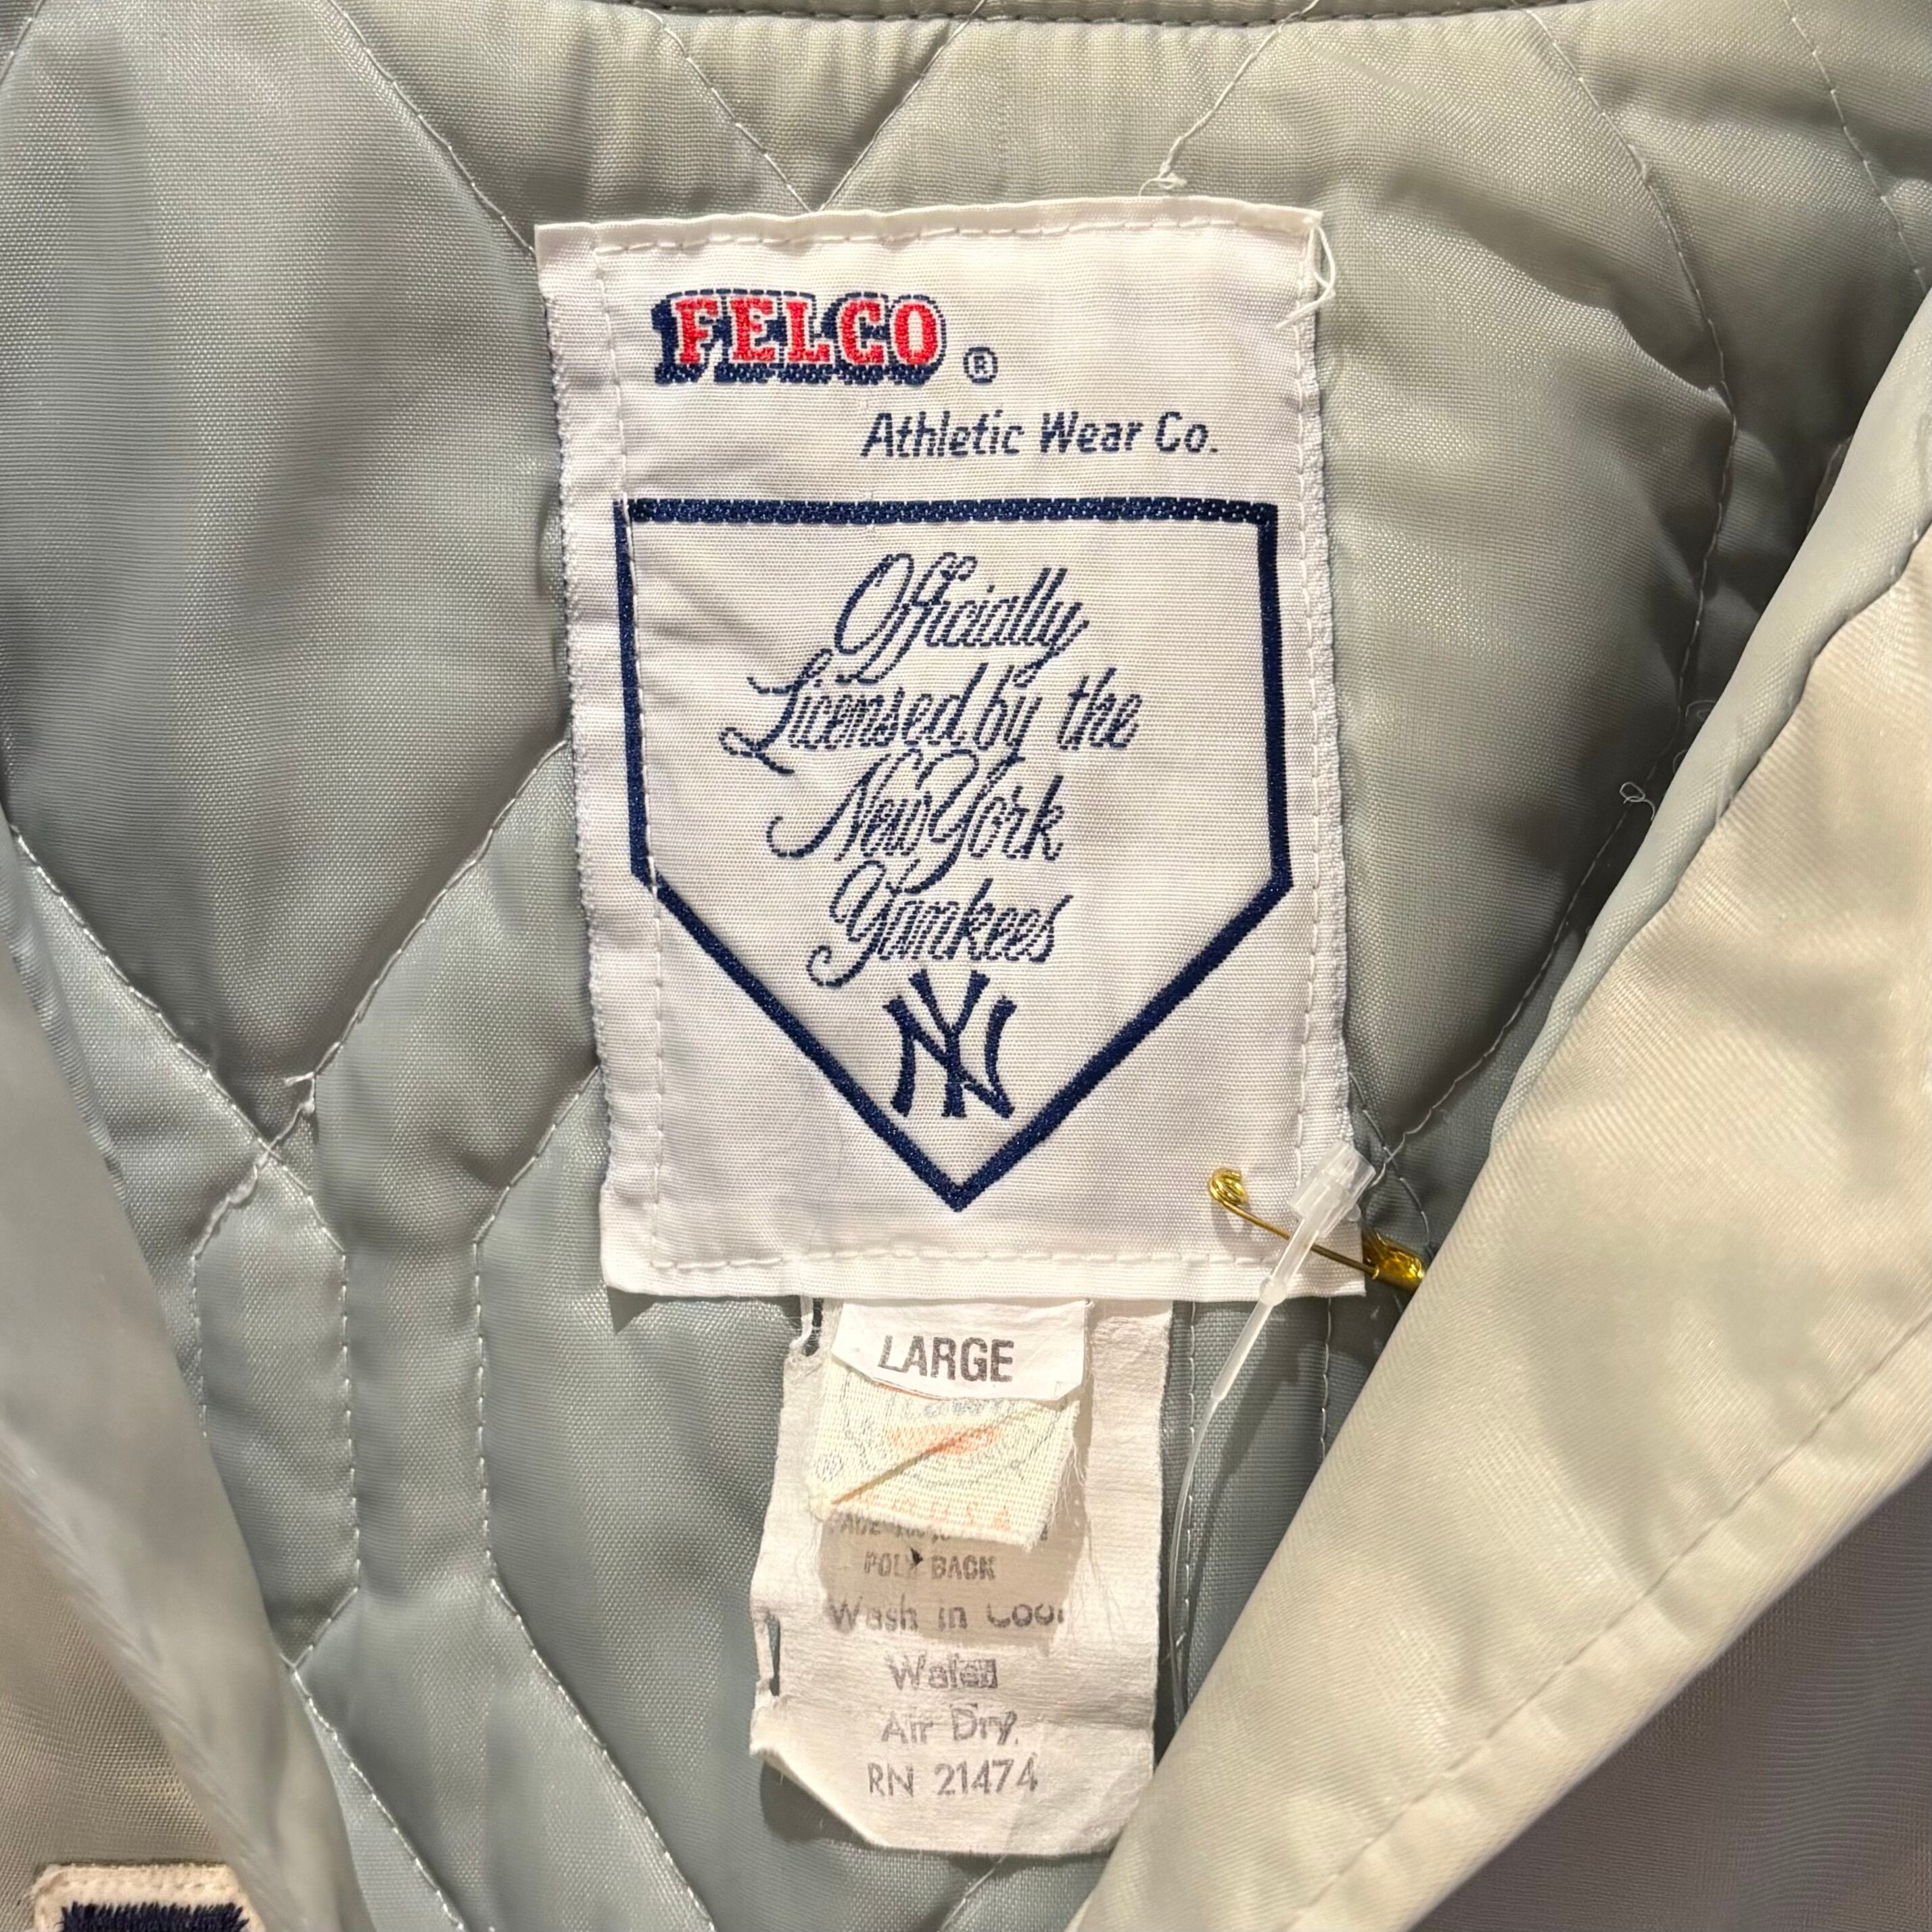 FELCO ®
Athletic Wear Co.
Officially
Licensed by the
New York
Yankees
NY
LARGE
U.S.A
POLY BACK
Wash in Cool
Water
Air Dry
RN 21474